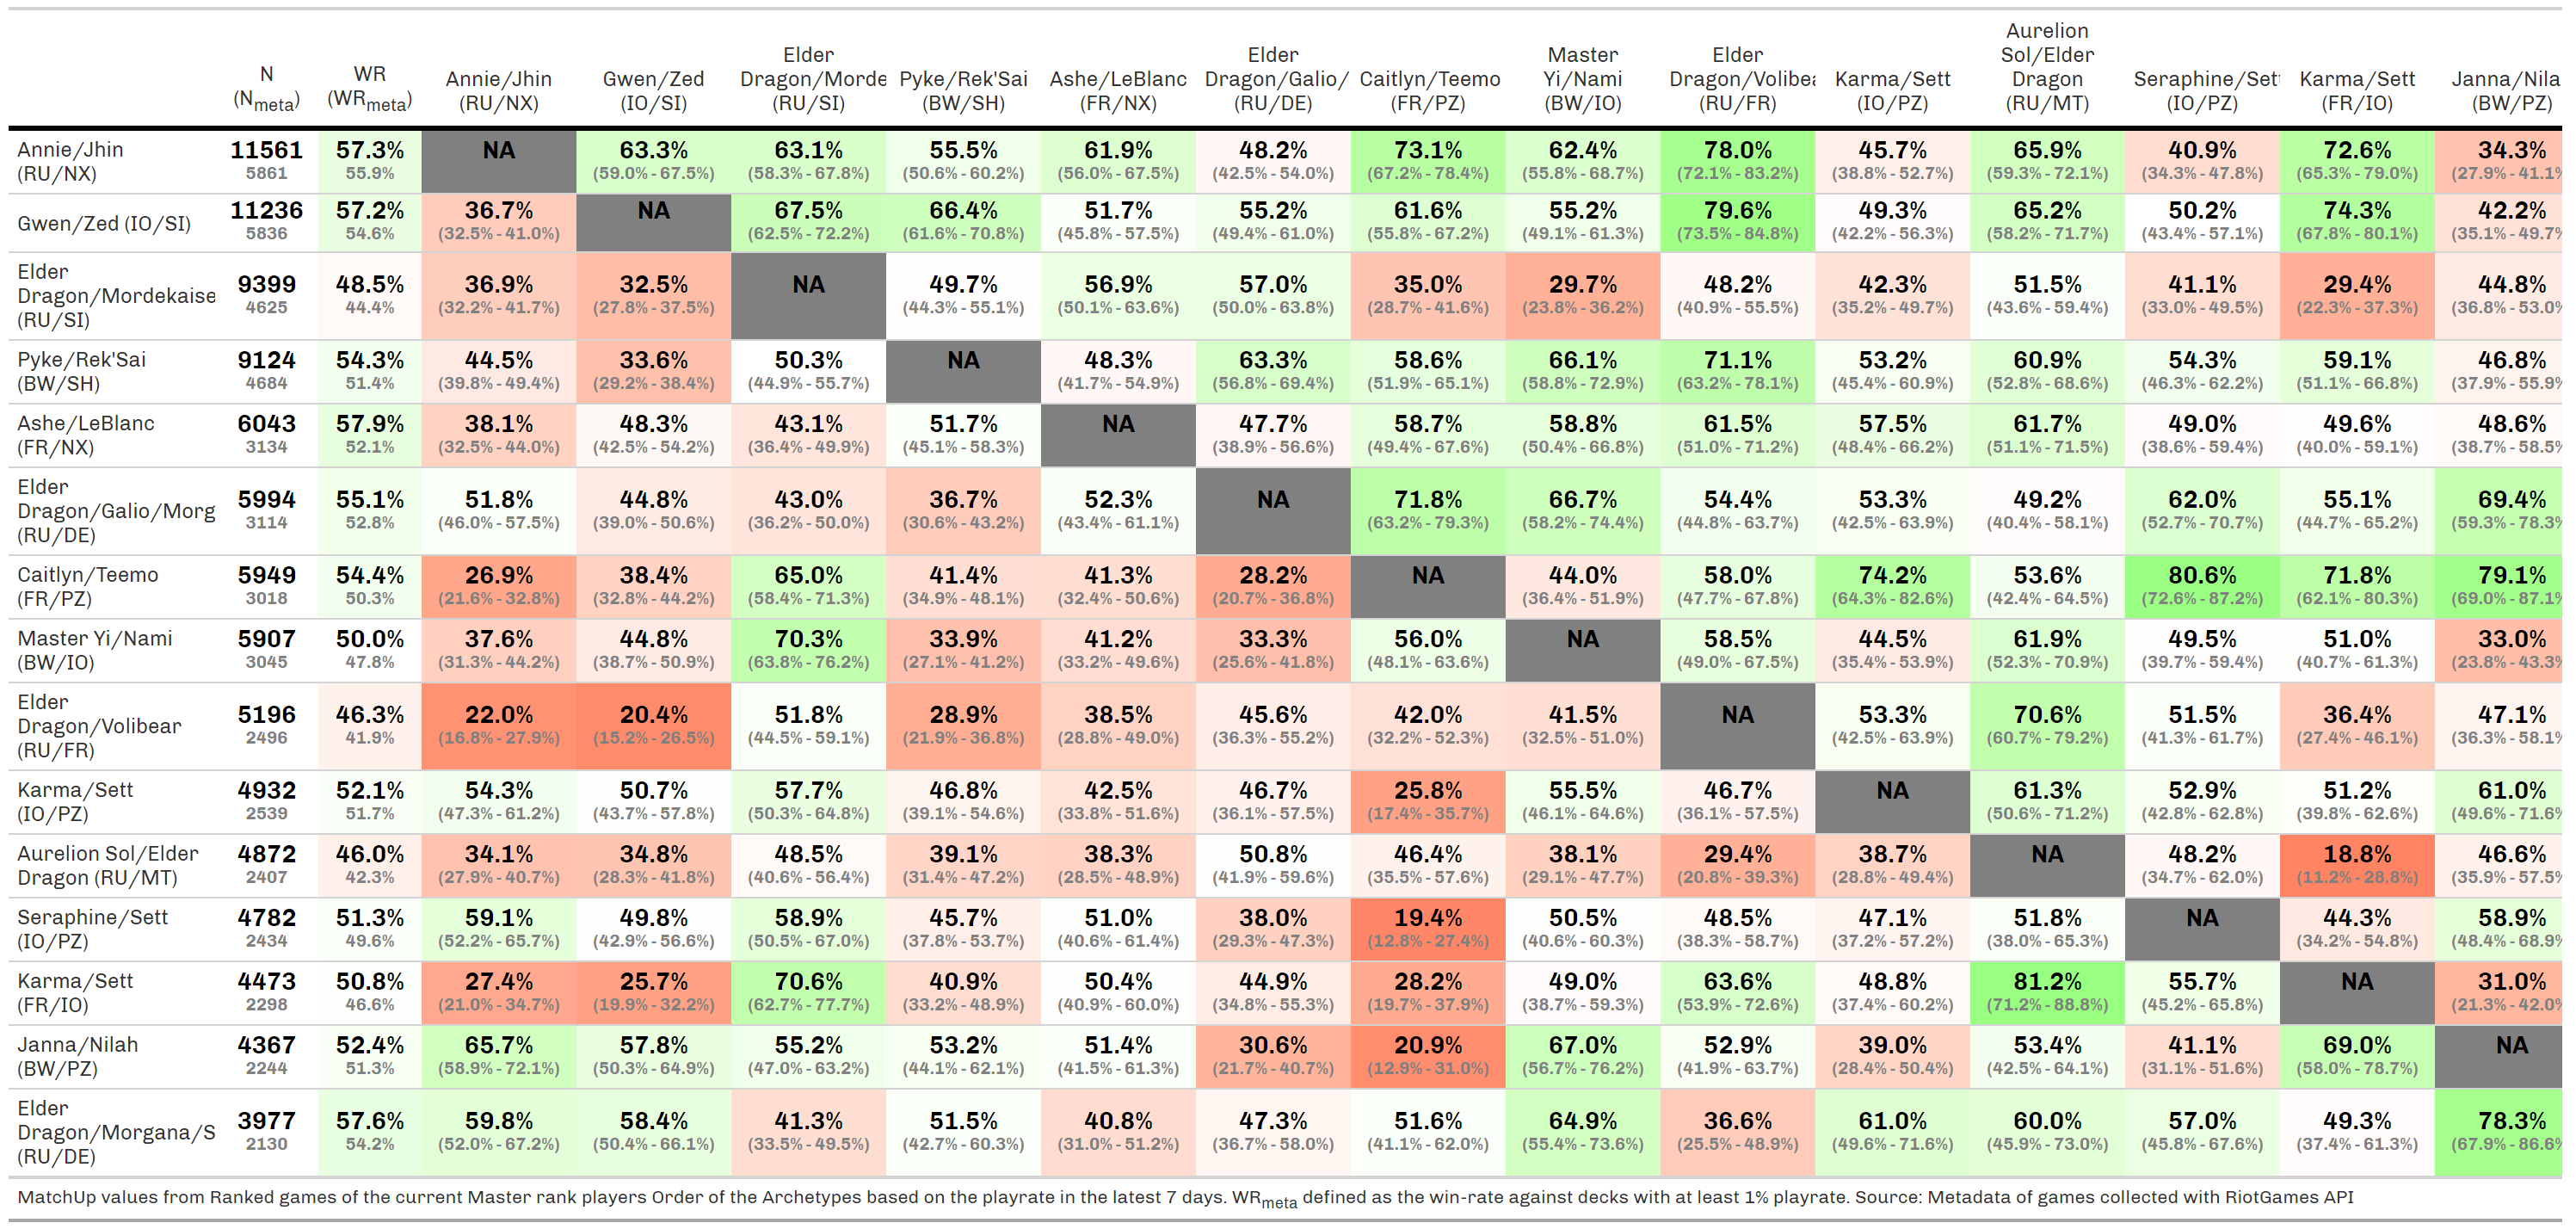 N (Nmeta) WR (WRmeta) Annie/Jhin (RU/NX) Gwen/Zed (IO/SI) Elder Dragon/Morde (RU/SI) Pyke/Rek'Sai (BW/SH) Ashe/LeBlanc (FR/NX) Elder Dragon/Galio/ (RU/DE) Caitlyn/Teemo (FR/PZ) Master Yi/Nami (BW/IO) Elder Dragon/Volibea (RU/FR) Karma/Sett (IO/PZ) Aurelion Sol/Elder Dragon (RU/MT) Seraphine/Sett (IO/PZ) Karma/Sett (FR/IO) Janna/Nila (BW/PZ)
Annie/Jhin 11561 57.3% NA 63.3% 63.1% 55.5% 61.9% 48.2% 73.1% 62.4% 78.0% 45.7% 65.9% 40.9% 72.6% 34.3%
(RU/NX) 5861 55.9% (59.0% - 67.5%) (58.3% - 67.8%) (50.6% - 60.2%) (56.0% - 67.5%) (42.5% - 54.0%) (67.2% - 78.4%) (55.8% - 68.7%) (72.1% - 83.2%) (38.8% - 52.7%) (59.3% - 72.1%) (34.3% - 47.8%) (65.3% - 79.0%) (27.9% - 41.1%
Gwen/Zed (IO/SI) 11236 57.2% 36.7% NA 67.5% 66.4% 51.7% 55.2% 61.6% 55.2% 79.6% 49.3% 65.2% 50.2% 74.3% 42.2%
5836 54.6% (32.5% - 41.0%) (62.5% - 72.2%) (61.6% - 70.8%) (45.8% - 57.5%) (49.4% - 61.0%) (55.8% - 67.2%) (49.1% - 61.3%) (73.5% - 84.8%) (42.2% - 56.3%) (58.2% - 71.7%) (43.4% - 57.1%) (67.8% - 80.1%) (35.1% - 49.7%
Elder
Dragon/Mordekaise 9399 48.5% 36.9% 32.5% NA 49.7% 56.9% 57.0% 35.0% 29.7% 48.2% 42.3% 51.5% 41.1% 29.4% 44.8%
(RU/SI) 4625 44.4% (32.2% - 41.7%) (27.8% - 37.5%) (44.3% - 55.1%) (50.1% - 63.6%) (50.0% - 63.8%) (28.7% - 41.6%) (23.8% - 36.2%) (40.9% - 55.5%) (35.2% - 49.7%) (43.6% - 59.4%) (33.0% - 49.5%) (22.3% - 37.3%) (36.8% - 53.0%
Pyke/Rek'Sai 9124 54.3% 44.5% 33.6% 50.3% NA 48.3% 63.3% 58.6% 66.1% 71.1% 53.2% 60.9% 54.3% 59.1% 46.8%
(BW/SH) 4684 51.4% (39.8% - 49.4%) (29.2% - 38.4%) (44.9% - 55.7%) (41.7% - 54.9%) (56.8% - 69.4%) (51.9% - 65.1%) (58.8% - 72.9%) (63.2% - 78.1%) (45.4% - 60.9%) (52.8% - 68.6%) (46.3% - 62.2%) (51.1% - 66.8%) (37.9% - 55.9%
Ashe/LeBlanc 6043 57.9% 38.1% 48.3% 43.1% 51.7% NA 47.7% 58.7% 58.8% 61.5% 57.5% 61.7% 49.0% 49.6% 48.6%
(FR/NX) 3134 52.1% (32.5% - 44.0%) (42.5% - 54.2%) (36.4% - 49.9%) (45.1% - 58.3%) (38.9% - 56.6%) (49.4% - 67.6%) (50.4% - 66.8%) (51.0% - 71.2%) (48.4% - 66.2%) (51.1% - 71.5%) (38.6% - 59.4%) (40.0% - 59.1%) (38.7% - 58.5%
Elder
Dragon/Galio/Morg 5994 55.1% 51.8% 44.8% 43.0% 36.7% 52.3% NA 71.8% 66.7% 54.4% 53.3% 49.2% 62.0% 55.1% 69.4%
(RU/DE) 3114 52.8% (46.0% - 57.5%) (39.0% - 50.6%) (36.2% - 50.0%) (30.6% - 43.2%) (43.4% - 61.1%) (63.2% - 79.3%) (58.2% - 74.4%) (44.8% - 63.7%) (42.5% - 63.9%) (40.4% - 58.1%) (52.7% - 70.7%) (44.7% - 65.2%) (59.3% - 78.3%
Caitlyn/Teemo 5949 54.4% 26.9% 38.4% 65.0% 41.4% 41.3% 28.2% NA 44.0% 58.0% 74.2% 53.6% 80.6% 71.8% 79.1%
(FR/PZ) 3018 50.3% (21.6% - 32.8%) (32.8% - 44.2%) (58.4% - 71.3%) (34.9% - 48.1%) (32.4% - 50.6%) (20.7% - 36.8%) (36.4% - 51.9%) (47.7% - 67.8%) (64.3% - 82.6%) (42.4% - 64.5%) (72.6% - 87.2%) (62.1% - 80.3%) (69.0% - 87.1%
Master Yi/Nami 5907 50.0% 37.6% 44.8% 70.3% 33.9% 41.2% 33.3% 56.0% NA 58.5% 44.5% 61.9% 49.5% 51.0% 33.0%
(BW/IO) 3045 47.8% (31.3% - 44.2%) (38.7% - 50.9%) (63.8% - 76.2%) (27.1% - 41.2%) (33.2% - 49.6%) (25.6% - 41.8%) (48.1% - 63.6%) (49.0% - 67.5%) (35.4% - 53.9%) (52.3% - 70.9%) (39.7% - 59.4%) (40.7% - 61.3%) (23.8% - 43.3%
Elder
Dragon/Volibear 5196 46.3% 22.0% 20.4% 51.8% 28.9% 38.5% 45.6% 42.0% 41.5% NA 53.3% 70.6% 51.5% 36.4% 47.1%
(RU/FR) 2496 41.9% (16.8% - 27.9%) (15.2% - 26.5%) (44.5% - 59.1%) (21.9% - 36.8%) (28.8% - 49.0%) (36.3% - 55.2%) (32.2% - 52.3%) (32.5% - 51.0%) (42.5% - 63.9%) (60.7% - 79.2%) (41.3% - 61.7%) (27.4% - 46.1%) (36.3% - 58.1%
Karma/Sett 4932 52.1% 54.3% 50.7% 57.7% 46.8% 42.5% 46.7% 25.8% 55.5% 46.7% NA 61.3% 52.9% 51.2% 61.0%
(IO/PZ) 2539 51.7% (47.3% - 61.2%) (43.7% - 57.8%) (50.3% - 64.8%) (39.1% - 54.6%) (33.8% - 51.6%) (36.1% - 57.5%) (17.4% - 35.7%) (46.1% - 64.6%) (36.1% - 57.5%) (50.6% - 71.2%) (42.8% - 62.8%) (39.8% - 62.6%) (49.6% - 71.6%
Aurelion Sol/Elder 4872 46.0% 34.1% 34.8% 48.5% 39.1% 38.3% 50.8% 46.4% 38.1% 29.4% 38.7% NA 48.2% 18.8% 46.6%
Dragon (RU/MT) 2407 42.3% (27.9% - 40.7%) (28.3% - 41.8%) (40.6% - 56.4%) (31.4% - 47.2%) (28.5% - 48.9%) (41.9% - 59.6%) (35.5% - 57.6%) (29.1% - 47.7%) (20.8% - 39.3%) (28.8% - 49.4%) (34.7% - 62.0%) (11.2% - 28.8%) (35.9% - 57.5%
Seraphine/Sett 4782 51.3% 59.1% 49.8% 58.9% 45.7% 51.0% 38.0% 19.4% 50.5% 48.5% 47.1% 51.8% NA 44.3% 58.9%
(IO/PZ) 2434 49.6% (52.2% - 65.7%) (42.9% - 56.6%) (50.5% - 67.0%) (37.8% - 53.7%) (40.6% - 61.4%) (29.3% - 47.3%) (12.8% - 27.4%) (40.6% - 60.3%) (38.3% - 58.7%) (37.2% - 57.2%) (38.0% - 65.3%) (34.2% - 54.8%) (48.4% - 68.9%
Karma/Sett 4473 50.8% 27.4% 25.7% 70.6% 40.9% 50.4% 44.9% 28.2% 49.0% 63.6% 48.8% 81.2% 55.7% NA 31.0%
(FR/IO) 2298 46.6% (21.0% - 34.7%) (19.9% - 32.2%) (62.7% - 77.7%) (33.2% - 48.9%) (40.9% - 60.0%) (34.8% - 55.3%) (19.7% - 37.9%) (38.7% - 59.3%) (53.9% - 72.6%) (37.4% - 60.2%) (71.2% - 88.8%) (45.2% - 65.8%) (21.3% - 42.0%
Janna/Nilah 4367 52.4% 65.7% 57.8% 55.2% 53.2% 51.4% 30.6% 20.9% 67.0% 52.9% 39.0% 53.4% 41.1% 69.0% NA
(BW/PZ) 2244 51.3% (58.9% - 72.1%) (50.3% - 64.9%) (47.0% - 63.2%) (44.1% - 62.1%) (41.5% - 61.3%) (21.7% - 40.7%) (12.9% - 31.0%) (56.7% - 76.2%) (41.9% - 63.7%) (28.4% - 50.4%) (42.5% - 64.1%) (31.1% - 51.6%) (58.0% - 78.7%)
Elder
Dragon/Morgana/S 3977 57.6% 59.8% 58.4% 41.3% 51.5% 40.8% 47.3% 51.6% 64.9% 36.6% 61.0% 60.0% 57.0% 49.3% 78.3%
(RU/DE) 2130 54.2% (52.0% - 67.2%) (50.4% - 66.1%) (33.5% - 49.5%) (42.7% - 60.3%) (31.0% - 51.2%) (36.7% - 58.0%) (41.1% - 62.0%) (55.4% - 73.6%) (25.5% - 48.9%) (49.6% - 71.6%) (45.9% - 73.0%) (45.8% - 67.6%) (37.4% - 61.3%) (67.9% - 86.6%
MatchUp values from Ranked games of the current Master rank players Order of the Archetypes based on the playrate in the latest 7 days. WRmeta defined as the win-rate against decks with at least 1% playrate. Source: Metadata of games collected with RiotGames API